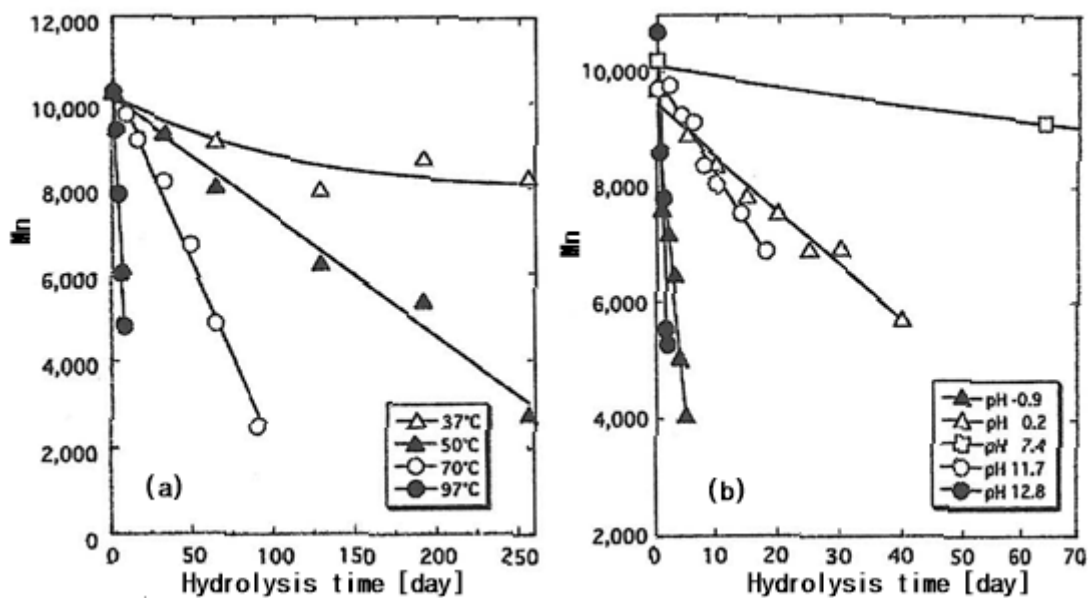 12,000
10,000
8,000
6,000
4,000
2,000
0
Mn
0 50 100 150 200 250
Hydrolysis time [day]
(a)
37°C
50°C
70°C
97°C
10,000
8,000
6,000
4,000
2,000
Mn
0 10 20 30 40 50 60 70
Hydrolysis time [day]
(b)
pH -0.9
pH 0.2
pH 7.4
pH 11.7
pH 12.8